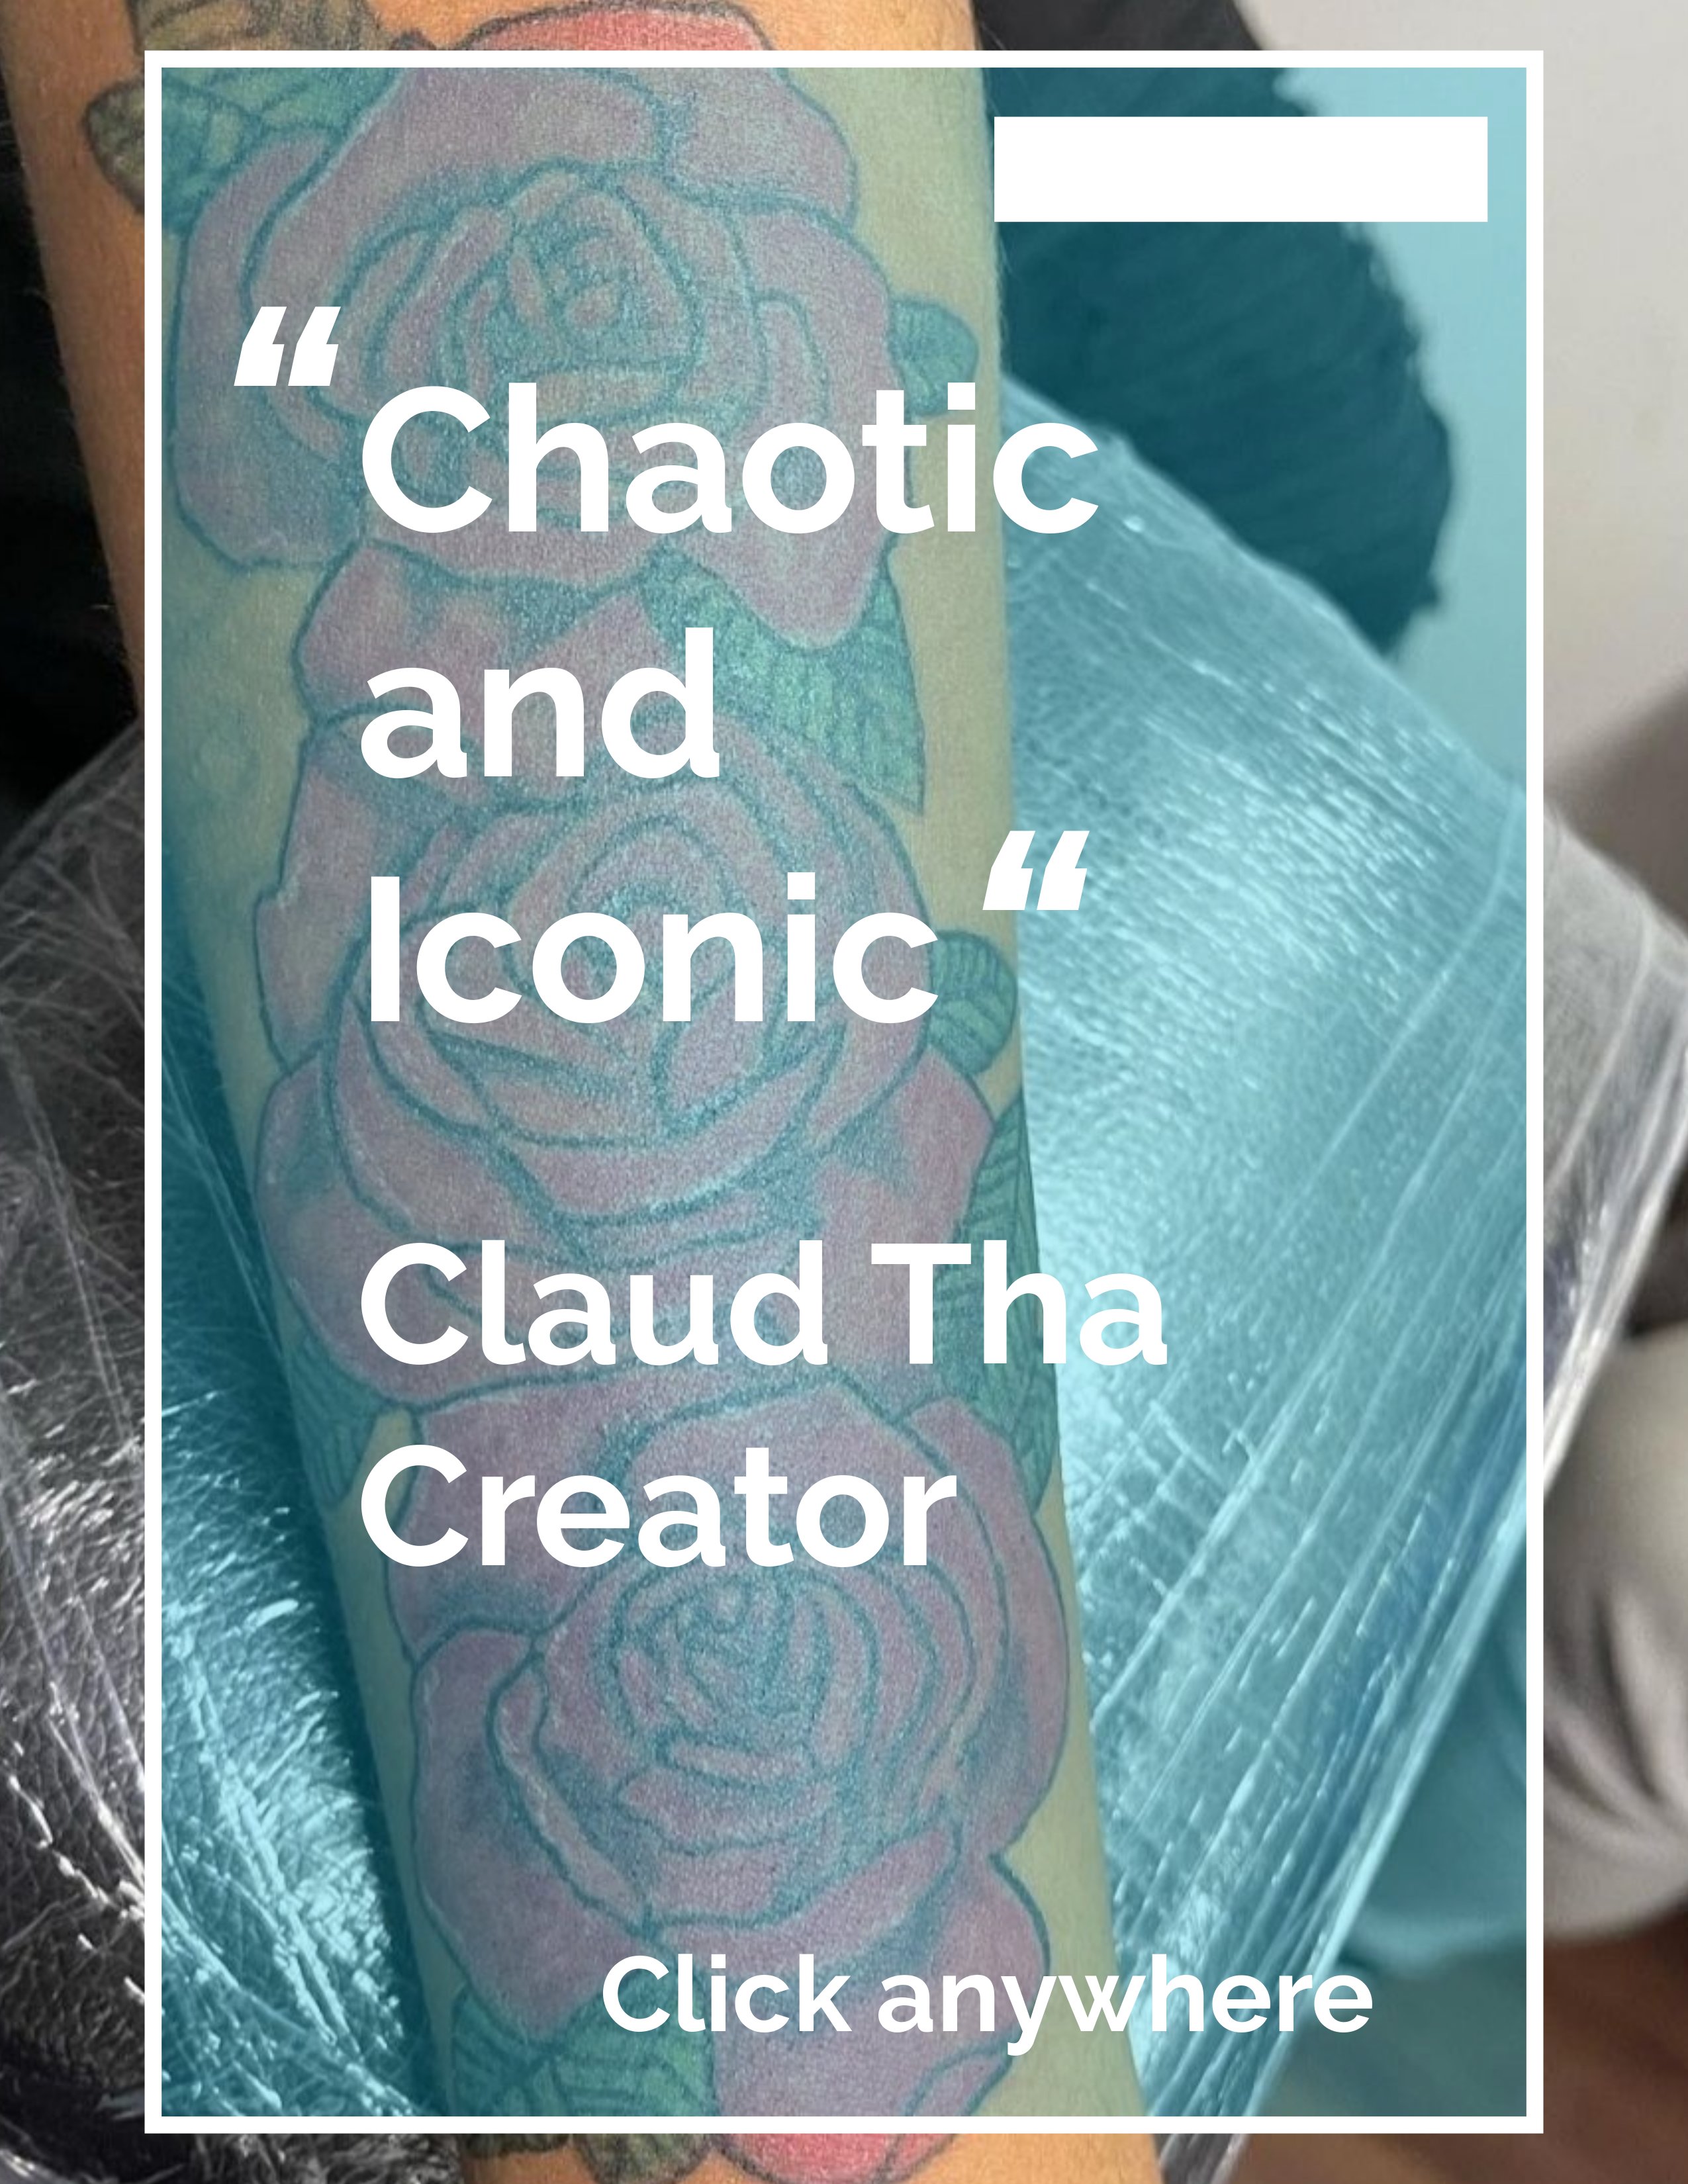 “Chaotic
and
Iconic“
Claud Tha
Creator
Click anywhere